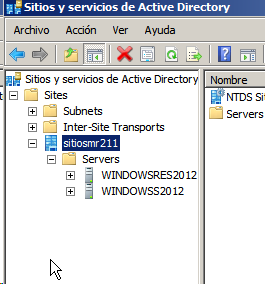 Sitios y servicios de Active Directory
Archivo Acción Ver Ayuda
Sitios y servicios de Active Directory
Sites
Subnets
Inter-Site Transports
sitiosmr211
Servers
WINDOWSRES2012
WINDOWSS2012
Nombre
NTDS Sit
Servers